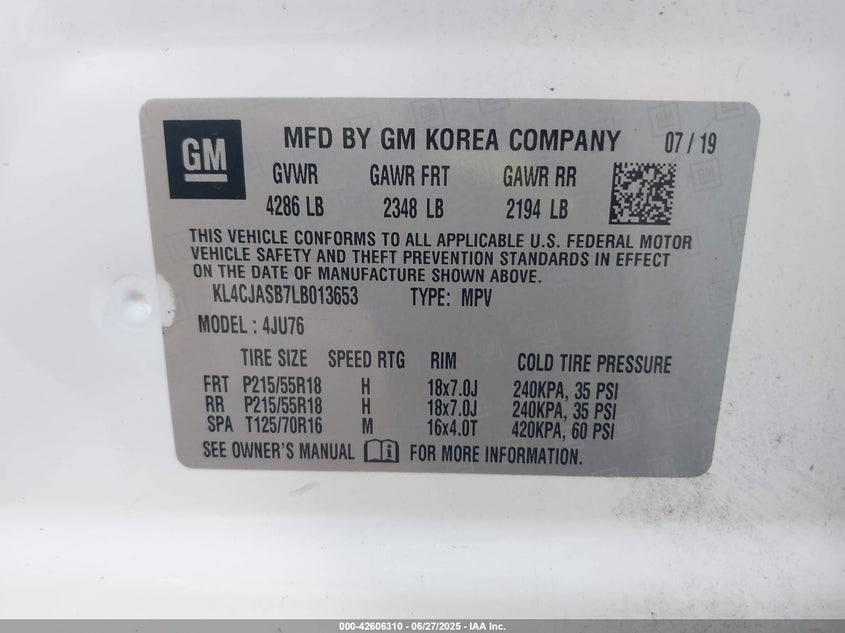 GM
MFD BY GM KOREA COMPANY 07 / 19
GVWR GAWR FRT GAWR RR
4286 LB 2348 LB 2194 LB
THIS VEHICLE CONFORMS TO ALL APPLICABLE U.S. FEDERAL MOTOR
VEHICLE SAFETY AND THEFT PREVENTION STANDARDS IN EFFECT
ON THE DATE OF MANUFACTURE SHOWN ABOVE.
KL4CJASB7LB013653 TYPE: MPV
MODEL : 4JU76
TIRE SIZE SPEED RTG RIM COLD TIRE PRESSURE
FRT P215/55R18 H 18x7.0J 240KPA, 35 PSI
RR P215/55R18 H 18x7.0J 240KPA, 35 PSI
SPA T125/70R16 M 16x4.0T 420KPA, 60 PSI
SEE OWNER'S MANUAL FOR MORE INFORMATION.
000-42606310 - 06/27/2025 - IAA Inc.